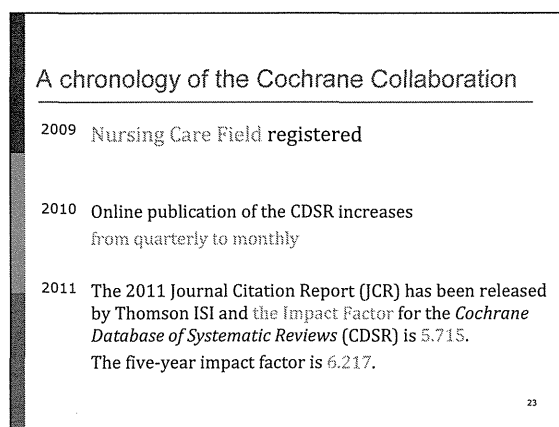 A chronology of the Cochrane Collaboration
2009 Nursing Care Field registered
2010 Online publication of the CDSR increases
from quarterly to monthly
2011 The 2011 Journal Citation Report (JCR) has been released
by Thomson ISI and the Impact Factor for the Cochrane
Database of Systematic Reviews (CDSR) is 5.715.
The five-year impact factor is 6.217.
23